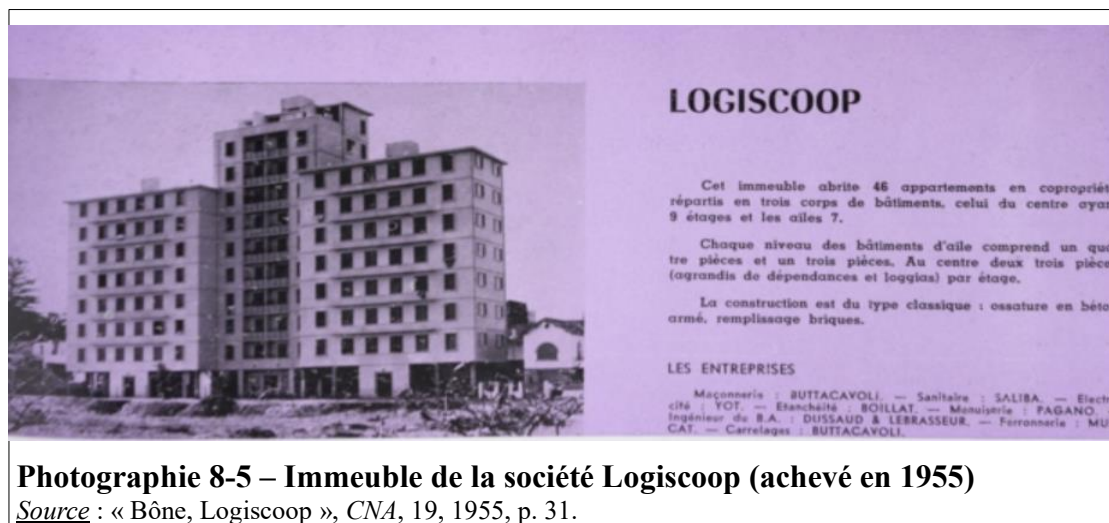 LOGISCOOP
Cet immeuble abrite 46 appartements en copropriét
répartis en trois corps de bâtiments, celui du centre ayan
9 étages et les ailes 7.
Chaque niveau des bâtiments d'aile comprend un qua
tre pièces et un trois pièces. Au centre deux trois pièce
(agrandis de dépendances et loggias) par étage.
La construction est du type classique : ossature en béto
armé, remplissage briques.
LES ENTREPRISES
Maçonnerie : BUTTACAVOLI. — Sanitaire : SALIBA. — Electr
cité : YOT. — Etanchéité : BOILLAT. — Menuiserie : PAGANO.
Ingénieur du B.A. : DUSSAUD & LEBRASSEUR. — Ferronnerie : MU
CAT. — Carrelages : BUTTACAVOLI.
Photographie 8-5 – Immeuble de la société Logiscoop (achevé en 1955)
Source : « Bône, Logiscoop », CNA, 19, 1955, p. 31.